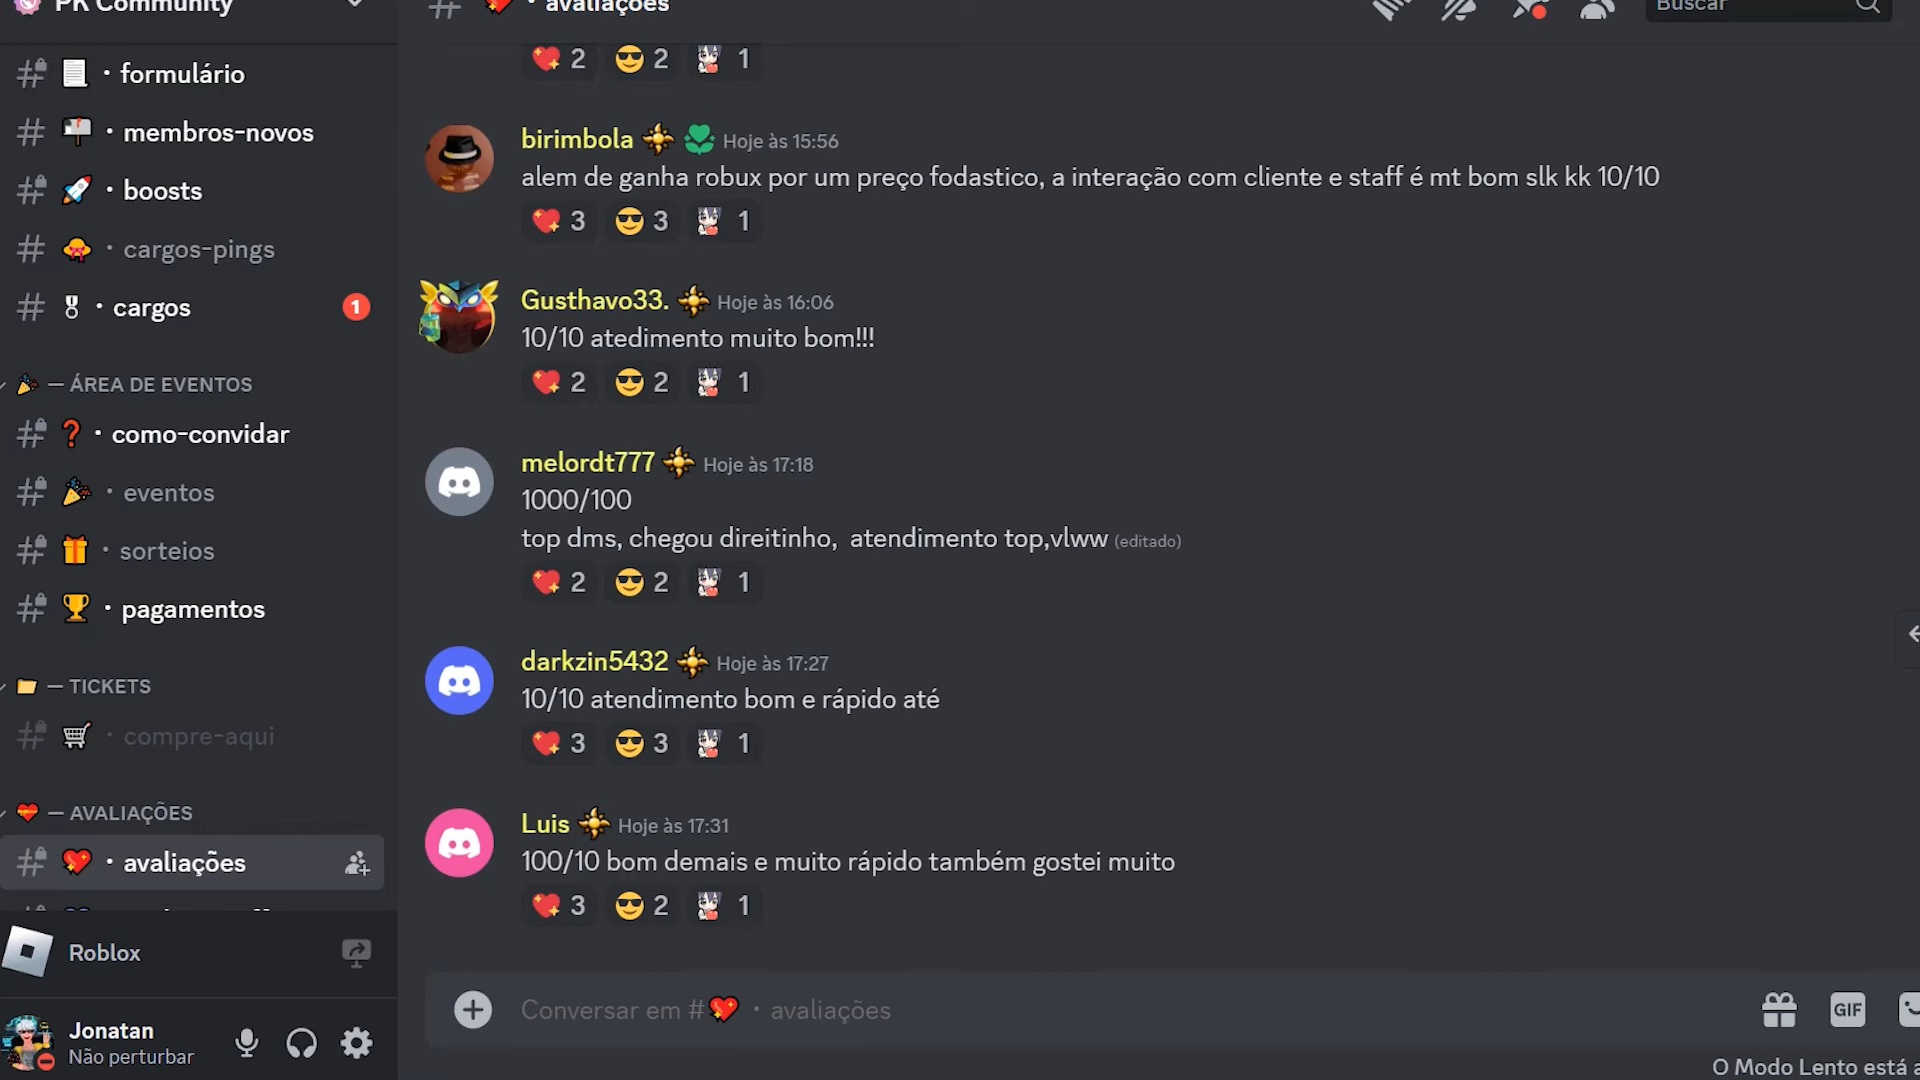 PK Community
• formulário
• membros-novos
• boosts
• cargos-pings
• cargos
1
— ÁREA DE EVENTOS
• como-convidar
• eventos
• sorteios
• pagamentos
— TICKETS
• compre-aqui
— AVALIAÇÕES
• avaliações
Roblox
Jonatan
Não perturbar
# • avaliações
Buscar
2 2 1
birimbola Hoje às 15:56
alem de ganha robux por um preço fodastico, a interação com cliente e staff é mt bom slk kk 10/10
3 3 1
Gusthavo33. Hoje às 16:06
10/10 atedimento muito bom!!!
2 2 1
melordt777 Hoje às 17:18
1000/100
top dms, chegou direitinho, atendimento top,vlww (editado)
2 2 1
darkzin5432 Hoje às 17:27
10/10 atendimento bom e rápido até
3 3 1
Luis Hoje às 17:31
100/10 bom demais e muito rápido também gostei muito
3 2 1
Conversar em # • avaliações
GIF
O Modo Lento está